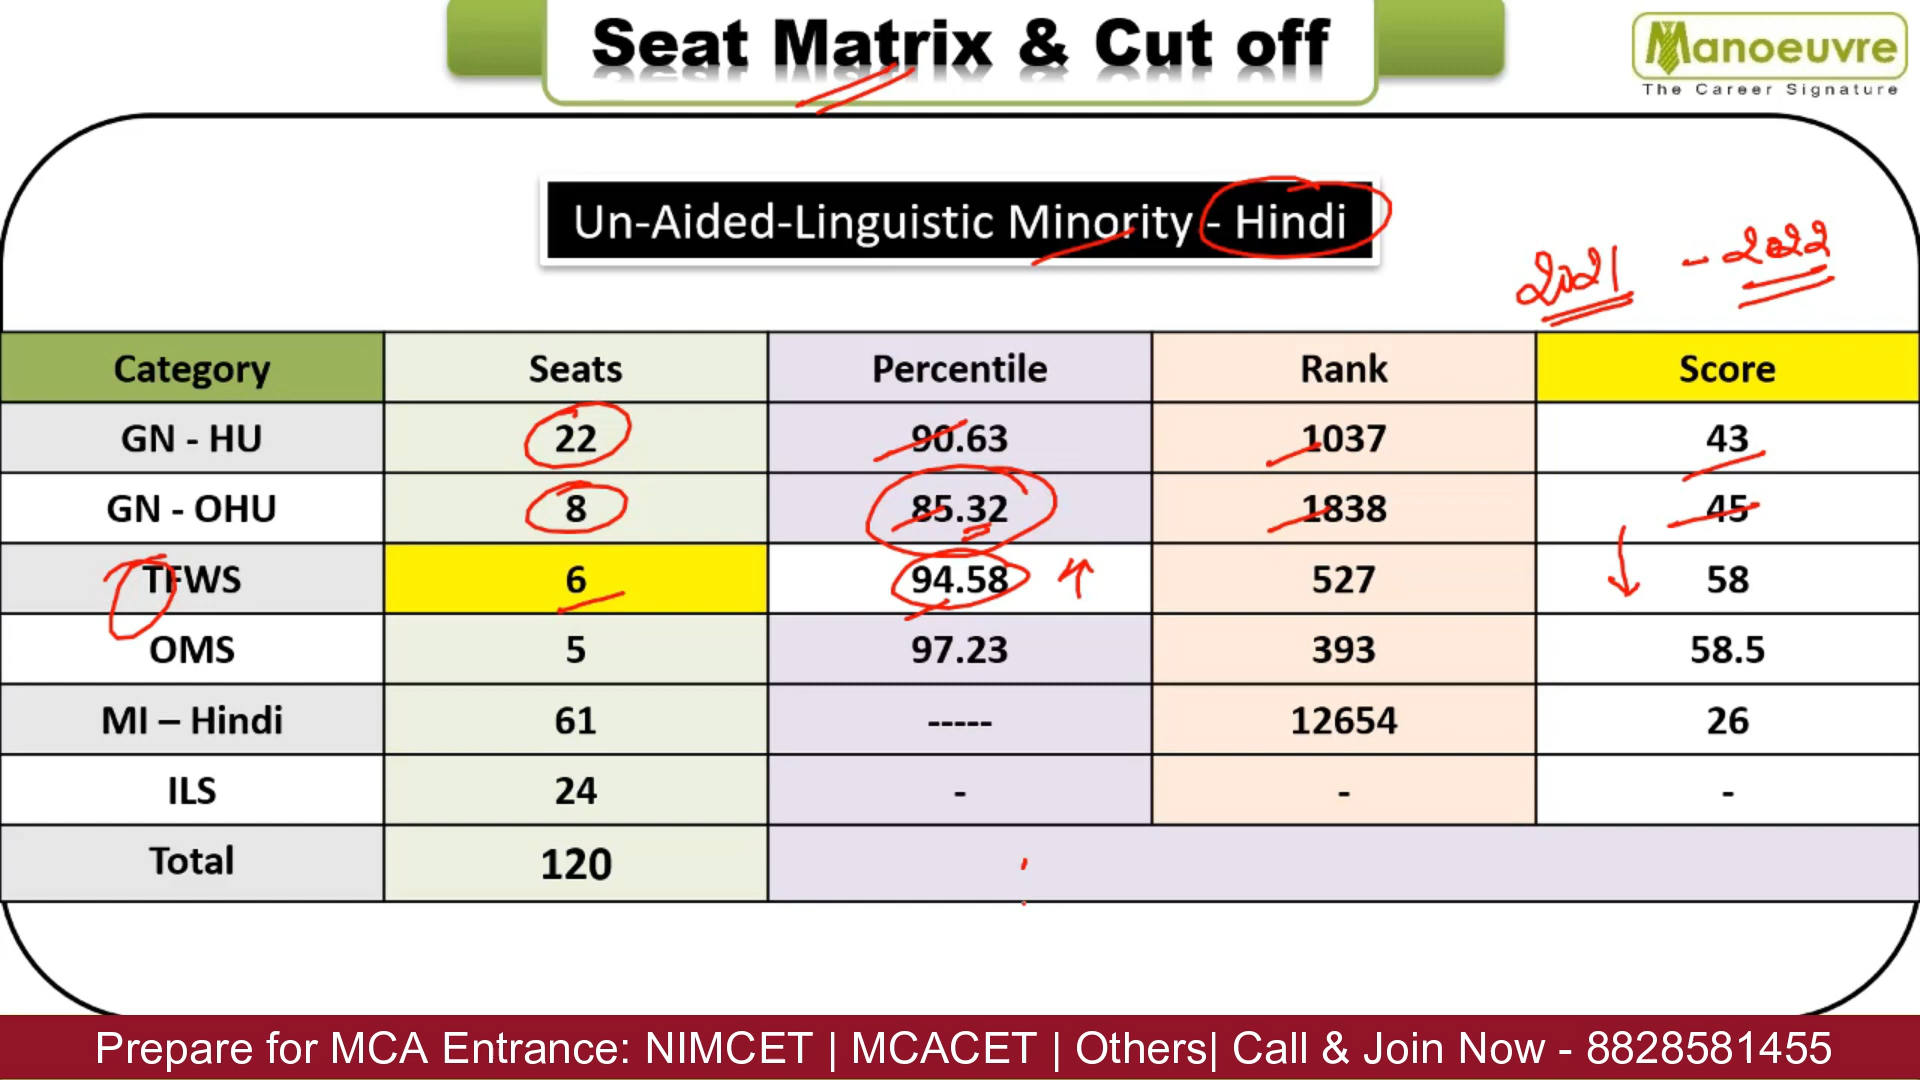 Seat Matrix & Cut off
Manoeuvre
The Career Signature
Un-Aided-Linguistic Minority - Hindi
2021 - 2022
Category Seats Percentile Rank Score
GN - HU 22 90.63 1037 43
GN - OHU 8 85.32 1838 45
TFWS 6 94.58 527 58
OMS 5 97.23 393 58.5
MI – Hindi 61 ----- 12654 26
ILS 24 - - -
Total 120
Prepare for MCA Entrance: NIMCET | MCACET | Others| Call & Join Now - 8828581455